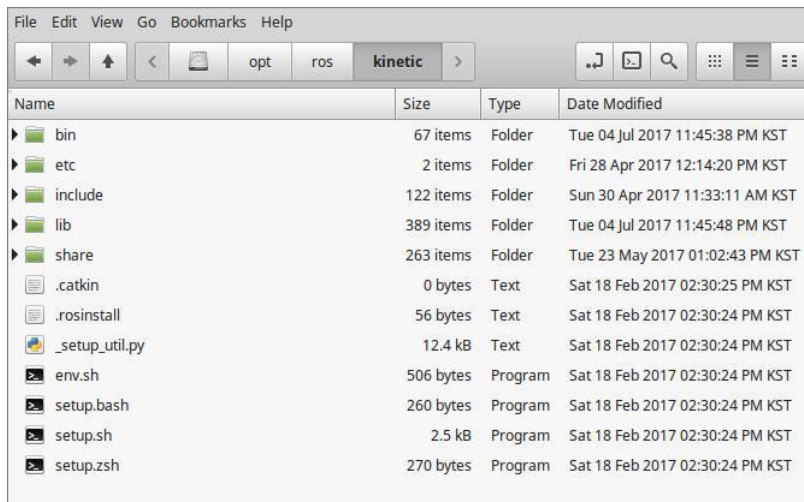 File Edit View Go Bookmarks Help
opt ros kinetic
Name Size Type Date Modified
bin 67 items Folder Tue 04 Jul 2017 11:45:38 PM KST
etc 2 items Folder Fri 28 Apr 2017 12:14:20 PM KST
include 122 items Folder Sun 30 Apr 2017 11:33:11 AM KST
lib 389 items Folder Tue 04 Jul 2017 11:45:48 PM KST
share 263 items Folder Tue 23 May 2017 01:02:43 PM KST
.catkin 0 bytes Text Sat 18 Feb 2017 02:30:25 PM KST
.rosinstall 56 bytes Text Sat 18 Feb 2017 02:30:24 PM KST
_setup_util.py 12.4 kB Text Sat 18 Feb 2017 02:30:24 PM KST
env.sh 506 bytes Program Sat 18 Feb 2017 02:30:24 PM KST
setup.bash 260 bytes Program Sat 18 Feb 2017 02:30:24 PM KST
setup.sh 2.5 kB Program Sat 18 Feb 2017 02:30:24 PM KST
setup.zsh 270 bytes Program Sat 18 Feb 2017 02:30:24 PM KST